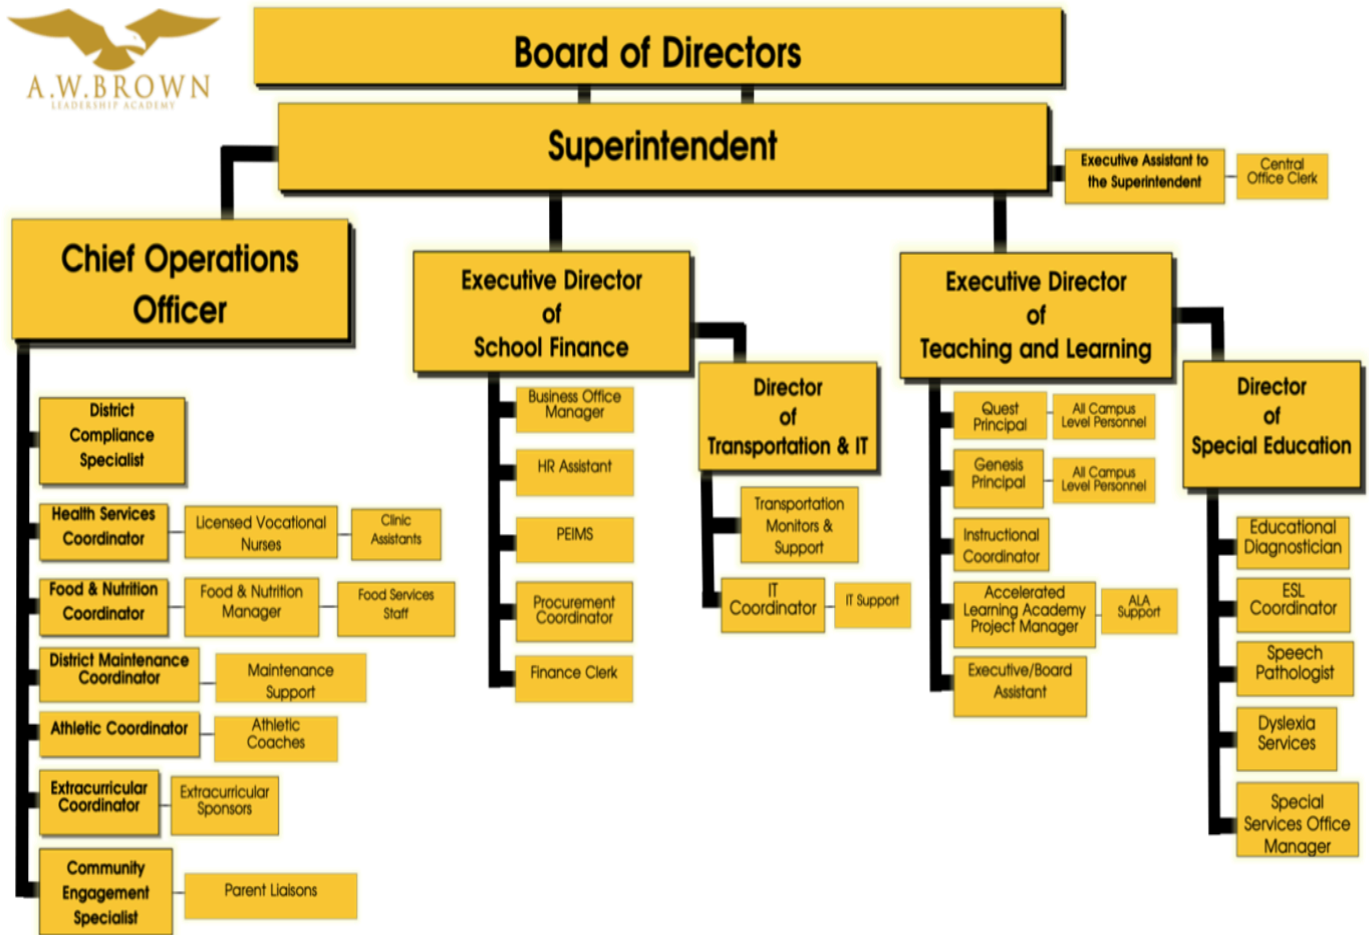 A.W.BROWN
LEADERSHIP ACADEMY
Board of Directors
Superintendent
Executive Assistant to
the Superintendent
Central
Office Clerk
Chief Operations
Officer
District
Compliance
Specialist
Health Services
Coordinator
Licensed Vocational
Nurses
Clinic
Assistants
Food & Nutrition
Coordinator
Food & Nutrition
Manager
Food Services
Staff
District Maintenance
Coordinator
Maintenance
Support
Athletic Coordinator
Athletic
Coaches
Extracurricular
Coordinator
Extracurricular
Sponsors
Community
Engagement
Specialist
Parent Liaisons
Executive Director
of
School Finance
Business Office
Manager
HR Assistant
PEIMS
Procurement
Coordinator
Finance Clerk
Director
of
Transportation & IT
Transportation
Monitors &
Support
IT
Coordinator
IT Support
Executive Director
of
Teaching and Learning
Quest
Principal
All Campus
Level Personnel
Genesis
Principal
All Campus
Level Personnel
Instructional
Coordinator
Accelerated
Learning Academy
Project Manager
ALA
Support
Executive/Board
Assistant
Director
of
Special Education
Educational
Diagnostician
ESL
Coordinator
Speech
Pathologist
Dyslexia
Services
Special
Services Office
Manager